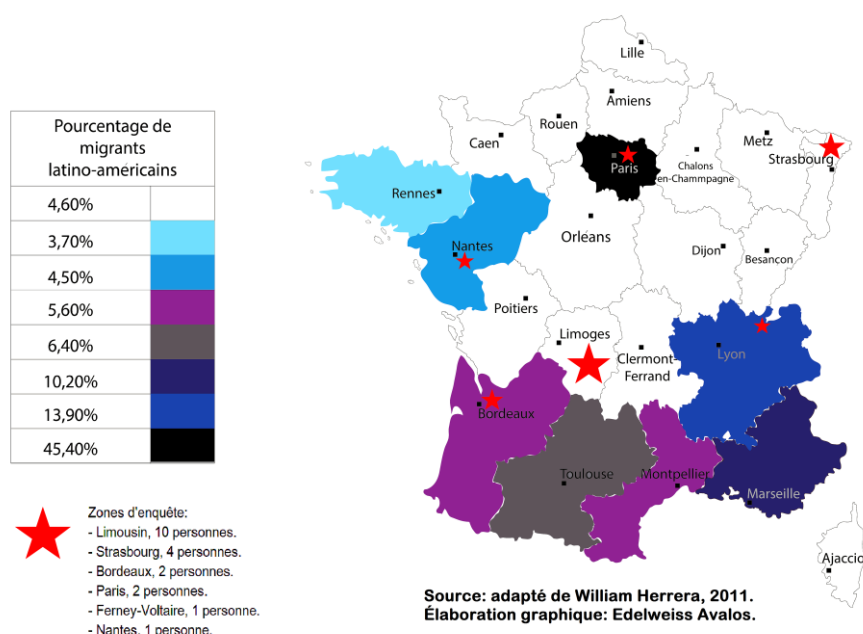 Pourcentage de
migrants
latino-américains
4,60%
3,70%
4,50%
5,60%
6,40%
10,20%
13,90%
45,40%
Zones d'enquête:
- Limousin, 10 personnes.
- Strasbourg, 4 personnes.
- Bordeaux, 2 personnes.
- Paris, 2 personnes.
- Ferney-Voltaire, 1 personne.
- Nantes, 1 personne.
Lille
Amiens
Rouen
Caen
Metz
Strasbourg
Paris
Chalons
en-Chammpagne
Rennes
Nantes
Orléans
Dijon
Besançon
Poitiers
Limoges
Clermont-
Ferrand
Lyon
Bordeaux
Toulouse
Montpellier
Marseille
Ajaccio
Source: adapté de William Herrera, 2011.
Élaboration graphique: Edelweiss Avalos.